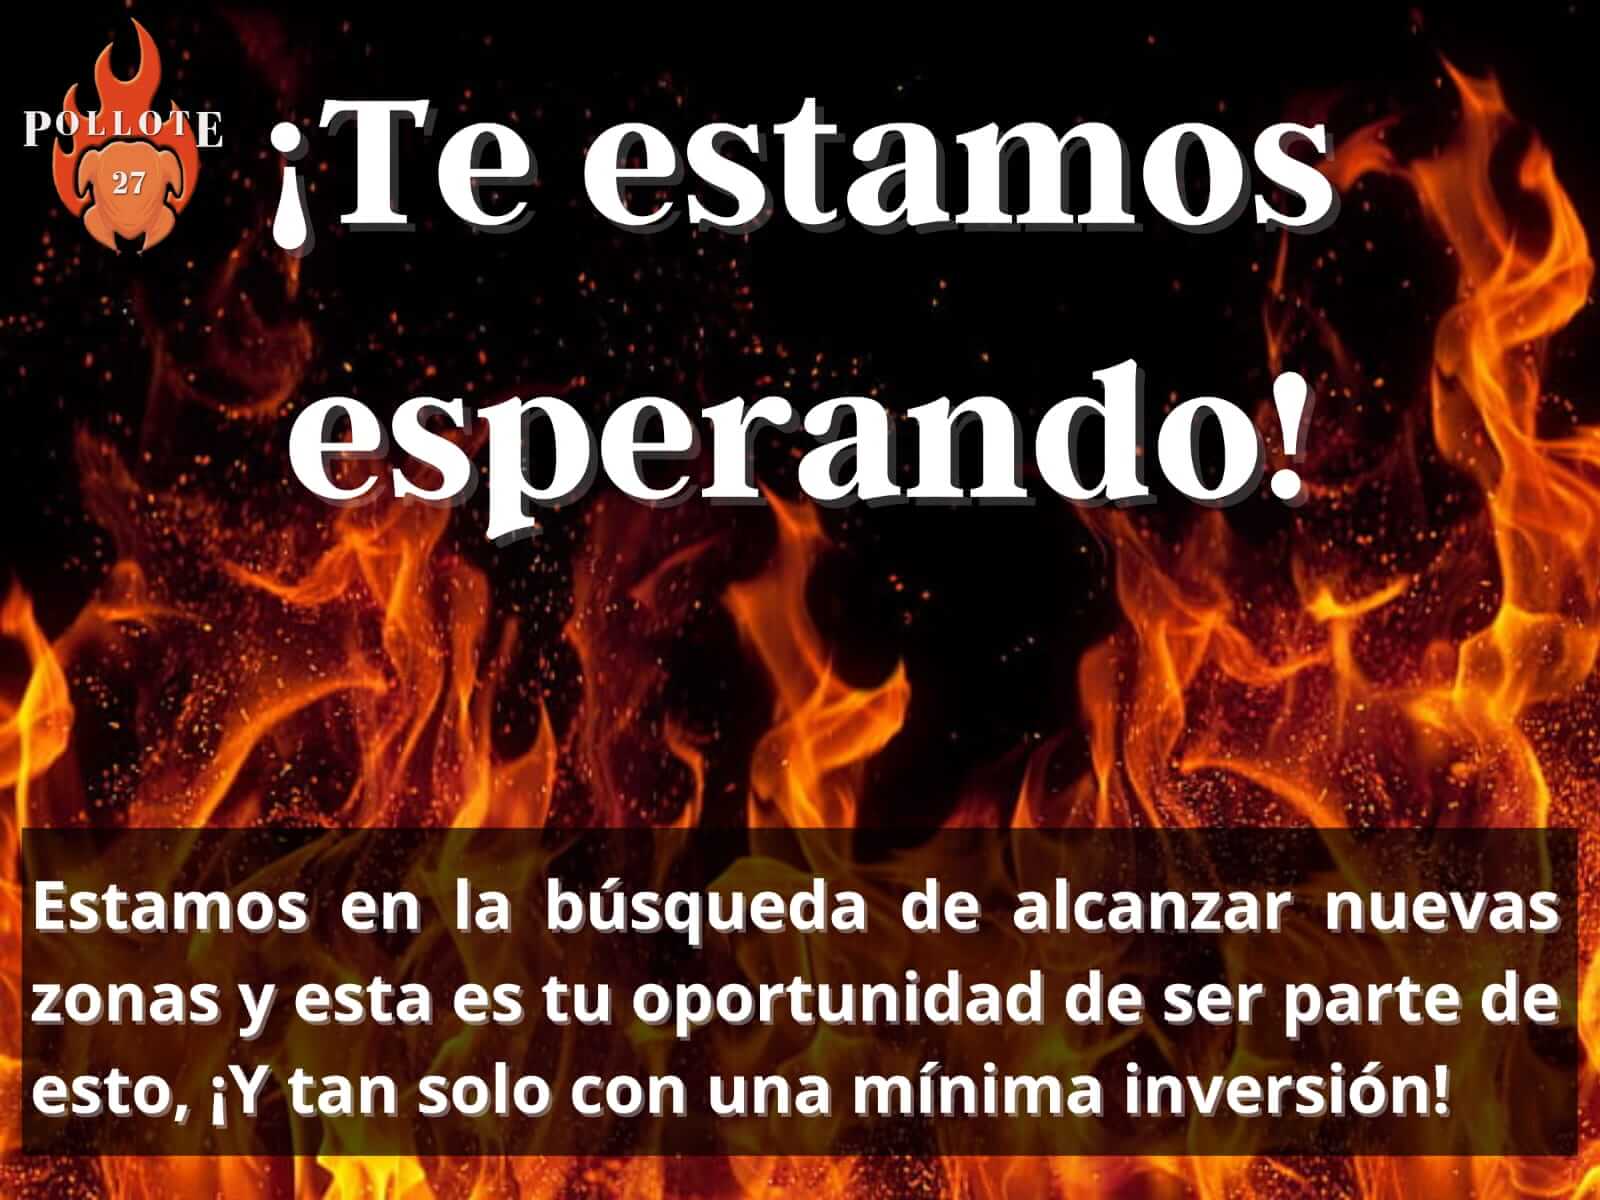 POLLOTE
27
¡Te estamos
esperando!
Estamos en la búsqueda de alcanzar nuevas
zonas y esta es tu oportunidad de ser parte de
esto, ¡Y tan solo con una mínima inversión!